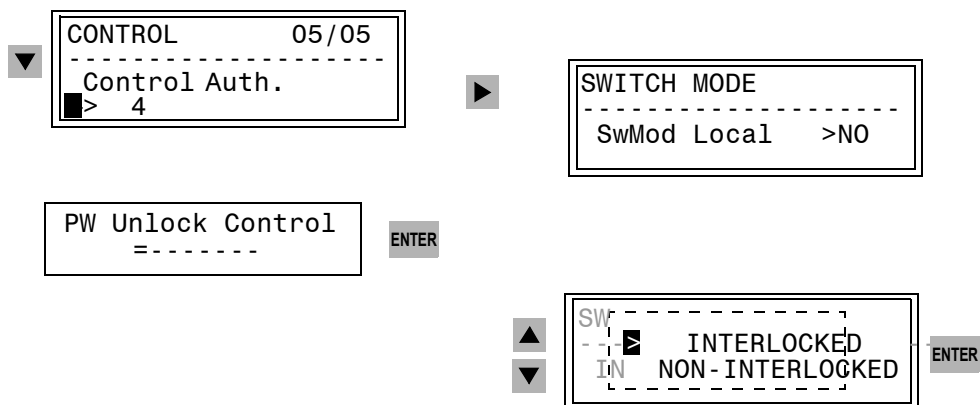 CONTROL 05/05
--------------------
Control Auth.
> 4
SWITCH MODE
--------------------
SwMod Local >NO
PW Unlock Control
=-------
ENTER
SW
> INTERLOCKED
IN NON-INTERLOCKED
ENTER